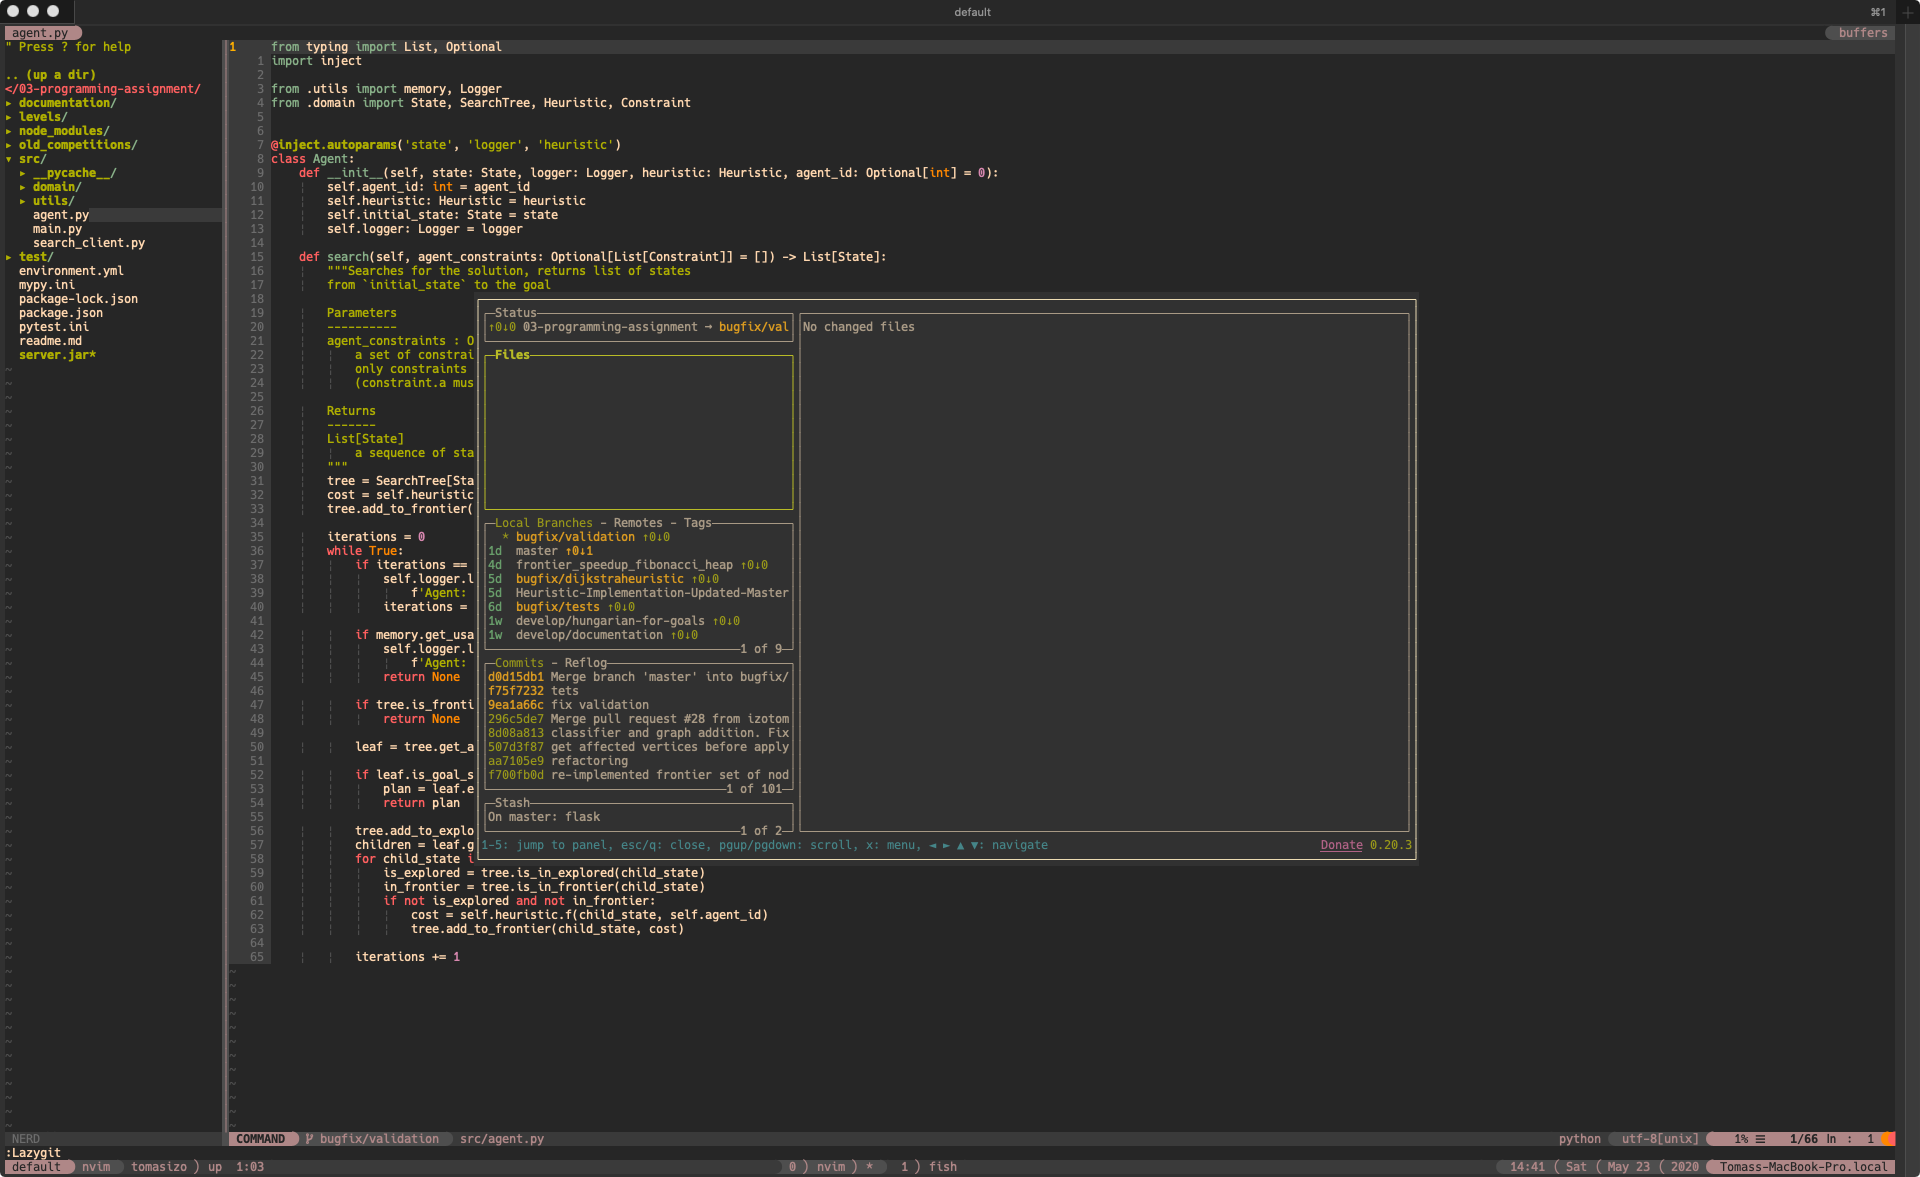 default
⌘1
agent.py
buffers
" Press ? for help
.. (up a dir)
</03-programming-assignment/
▸ documentation/
▸ levels/
▸ node_modules/
▸ old_competitions/
▾ src/
▸ __pycache__/
▸ domain/
▸ utils/
agent.py
main.py
search_client.py
▸ test/
environment.yml
mypy.ini
package-lock.json
package.json
pytest.ini
readme.md
server.jar*
1 from typing import List, Optional
1 import inject
2
3 from .utils import memory, Logger
4 from .domain import State, SearchTree, Heuristic, Constraint
5
6
7 @inject.autoparams('state', 'logger', 'heuristic')
8 class Agent:
9 def __init__(self, state: State, logger: Logger, heuristic: Heuristic, agent_id: Optional[int] = 0):
10 self.agent_id: int = agent_id
11 self.heuristic: Heuristic = heuristic
12 self.initial_state: State = state
13 self.logger: Logger = logger
14
15 def search(self, agent_constraints: Optional[List[Constraint]] = []) -> List[State]:
16 """Searches for the solution, returns list of states
17 from `initial_state` to the goal
18
19 Parameters
20 ----------
21 agent_constraints : O
22 a set of constrai
23 only constraints
24 (constraint.a mus
25
26 Returns
27 -------
28 List[State]
29 a sequence of sta
30 """
31 tree = SearchTree[Sta
32 cost = self.heuristic
33 tree.add_to_frontier(
34
35 iterations = 0
36 while True:
37 if iterations ==
38 self.logger.l
39 f'Agent:
40 iterations =
41
42 if memory.get_usa
43 self.logger.l
44 f'Agent:
45 return None
46
47 if tree.is_fronti
48 return None
49
50 leaf = tree.get_a
51
52 if leaf.is_goal_s
53 plan = leaf.e
54 return plan
55
56 tree.add_to_explo
57 children = leaf.g
58 for child_state i
59 is_explored = tree.is_in_explored(child_state)
60 in_frontier = tree.is_in_frontier(child_state)
61 if not is_explored and not in_frontier:
62 cost = self.heuristic.f(child_state, self.agent_id)
63 tree.add_to_frontier(child_state, cost)
64
65 iterations += 1
Status
↑0↓0 03-programming-assignment → bugfix/val
Files
Local Branches - Remotes - Tags
* bugfix/validation ↑0↓0
1d master ↑0↓1
4d frontier_speedup_fibonacci_heap ↑0↓0
5d bugfix/dijkstraheuristic ↑0↓0
5d Heuristic-Implementation-Updated-Master
6d bugfix/tests ↑0↓0
1w develop/hungarian-for-goals ↑0↓0
1w develop/documentation ↑0↓0
1 of 9
Commits - Reflog
d0d15db1 Merge branch 'master' into bugfix/
f75f7232 tets
9ea1a66c fix validation
296c5de7 Merge pull request #28 from izotom
8d08a813 classifier and graph addition. Fix
507d3f87 get affected vertices before apply
aa7105e9 refactoring
f700fb0d re-implemented frontier set of nod
1 of 101
Stash
On master: flask
1 of 2
No changed files
1-5: jump to panel, esc/q: close, pgup/pgdown: scroll, x: menu, ◄ ► ▲ ▼: navigate
Donate 0.20.3
NERD
COMMAND bugfix/validation src/agent.py
python utf-8[unix] 1% ☰ 1/66 ln : 1
:Lazygit
default nvim tomasizo ) up 1:03
0 ) nvim ) * 1 ) fish
14:41 ( Sat ( May 23 ( 2020 Tomass-MacBook-Pro.local